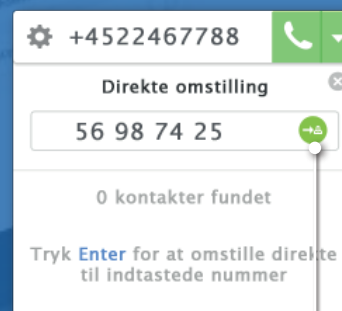 +4522467788
Direkte omstilling
56 98 74 25
0 kontakter fundet
Tryk Enter for at omstille direkte
til indtastede nummer